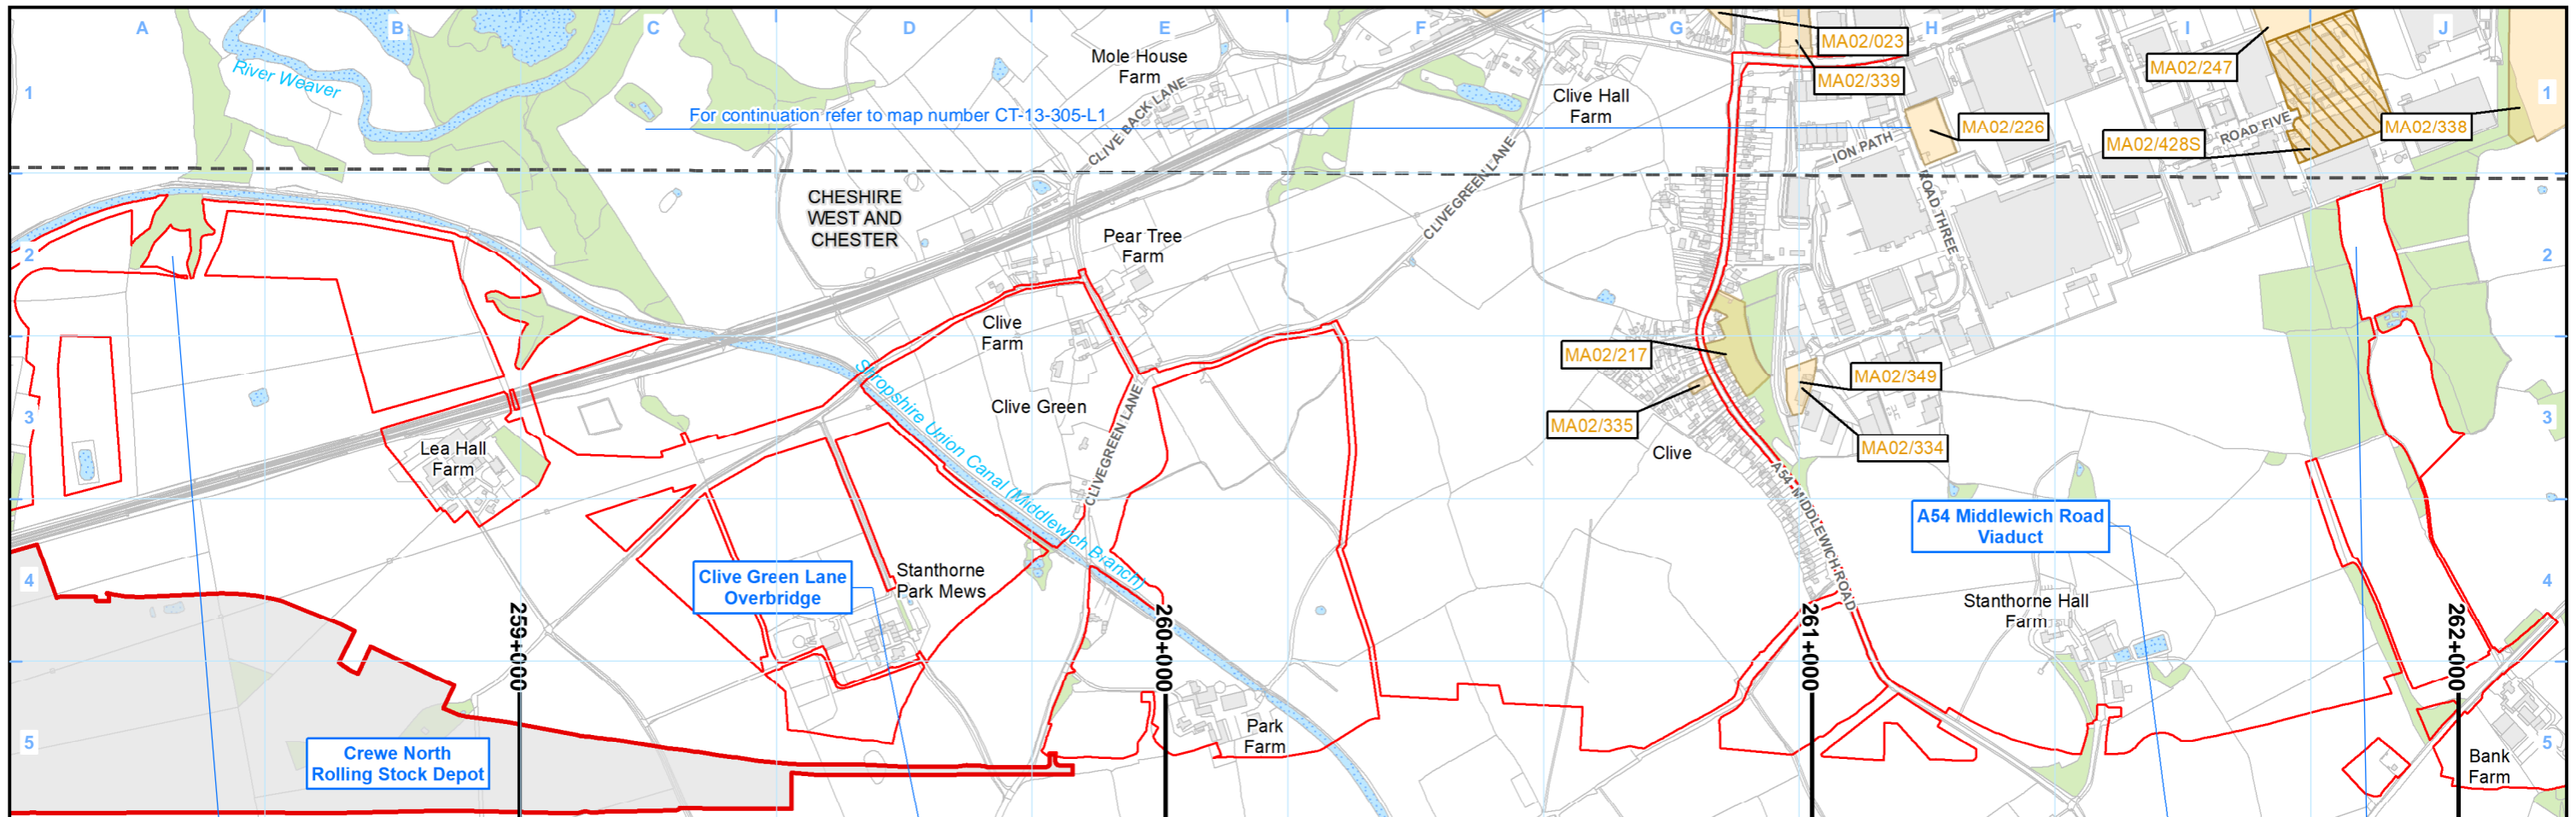 A B C D E F G H I J
1
2
3
4
5
1
2
3
4
5
River Weaver
Mole House
Farm
CLIVE BACK LANE
For continuation refer to map number CT-13-305-L1
Clive Hall
Farm
CLIVEGREEN LANE
MA02/023
MA02/339
MA02/226
MA02/247
MA02/428S
MA02/338
ION PATH
ROAD FIVE
ROAD THREE
CHESHIRE
WEST AND
CHESTER
Pear Tree
Farm
Clive
Farm
Clive Green
CLIVEGREEN LANE
Shropshire Union Canal (Middlewich Branch)
Lea Hall
Farm
MA02/217
MA02/335
MA02/349
MA02/334
Clive
A54 MIDDLEWICH ROAD
A54 Middlewich Road
Viaduct
Clive Green Lane
Overbridge
Stanthorne
Park Mews
Stanthorne Hall
Farm
259+000
260+000
261+000
262+000
Crewe North
Rolling Stock Depot
Park
Farm
Bank
Farm